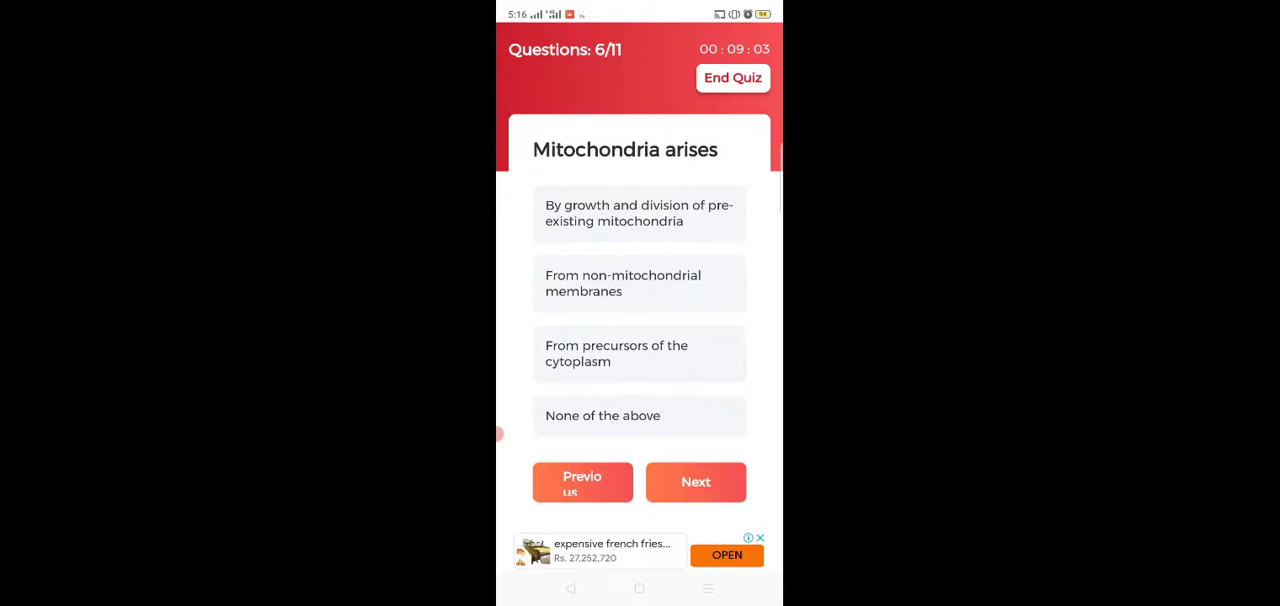 5:16
94
Questions: 6/11
00 : 09 : 03
End Quiz
Mitochondria arises
By growth and division of pre-
existing mitochondria
From non-mitochondrial
membranes
From precursors of the
cytoplasm
None of the above
Previo
us
Next
expensive french fries...
Rs. 27,252,720
OPEN